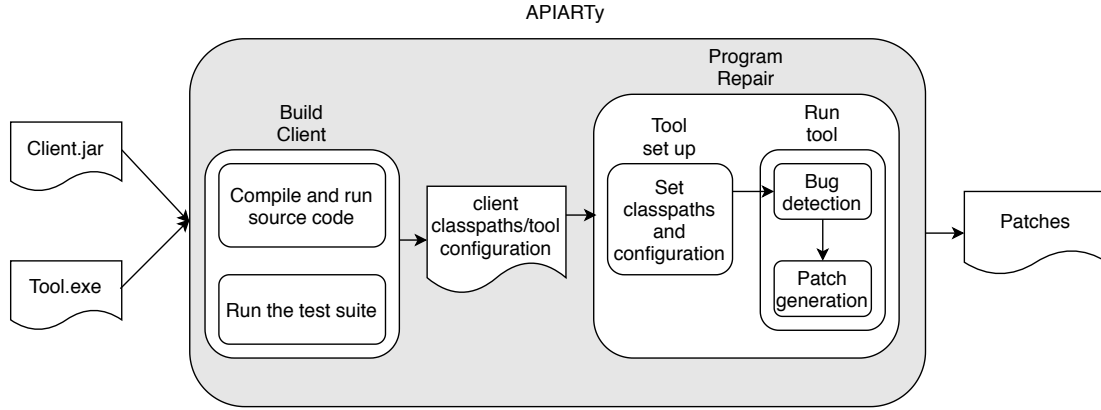 APIARTy
Client.jar
Tool.exe
Build
Client
Compile and run
source code
Run the test suite
client
classpaths/tool
configuration
Program
Repair
Tool
set up
Set
classpaths
and
configuration
Run
tool
Bug
detection
Patch
generation
Patches